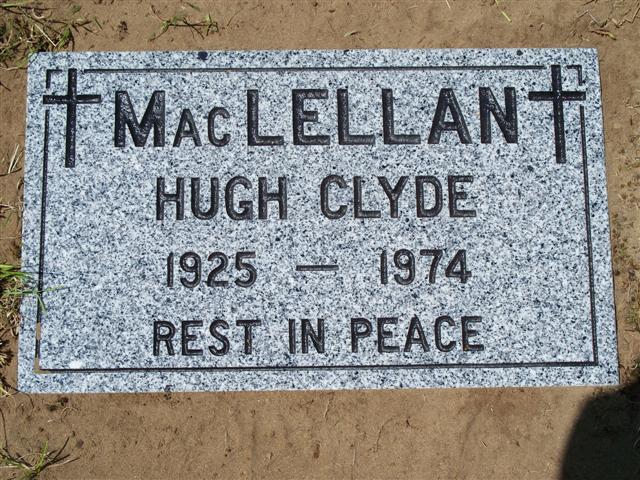 MacLELLAN
HUGH CLYDE
1925 — 1974
REST IN PEACE